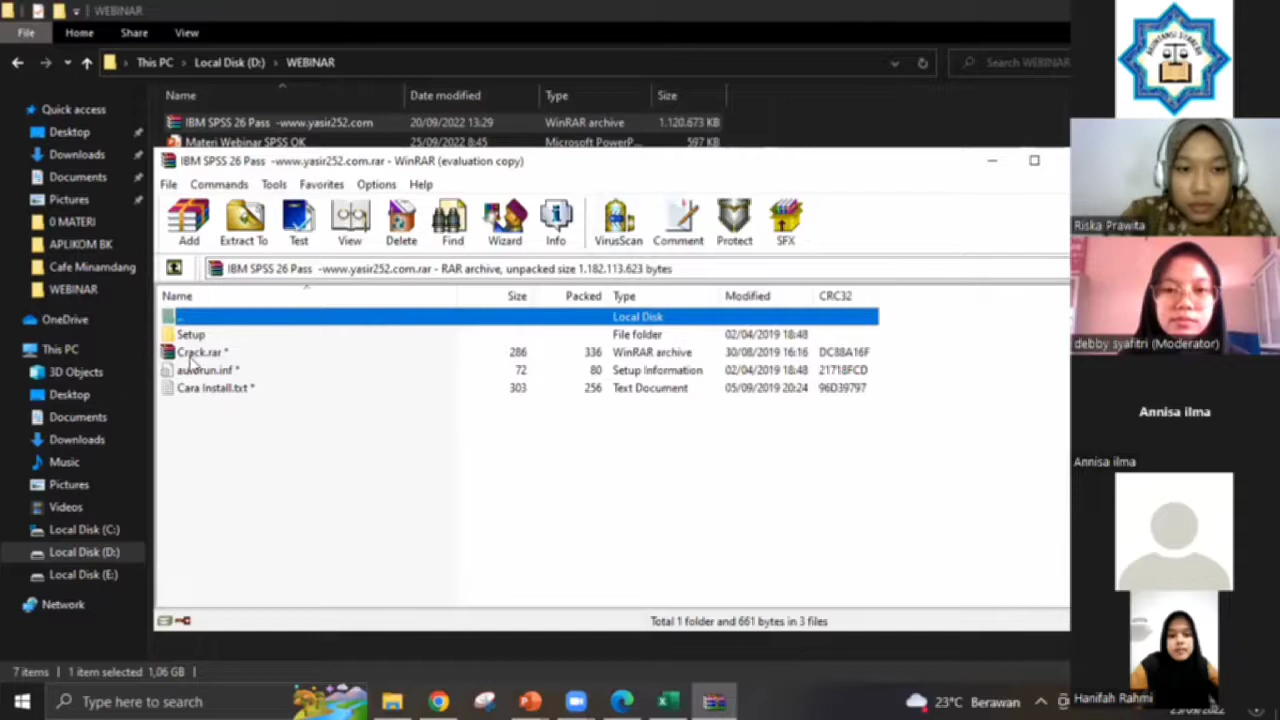 WEBINAR
File Home Share View
This PC Local Disk (D:) WEBINAR Search WEBINAR
Name Date modified Type Size
IBM SPSS 26 Pass -www.yasir252.com 20/09/2022 13:29 WinRAR archive 1.120.673 KB
Materi Webinar SPSS OK 25/09/2022 8:45 Microsoft PowerP... 597 KB
IBM SPSS 26 Pass -www.yasir252.com.rar - WinRAR (evaluation copy)
File Commands Tools Favorites Options Help
Add Extract To Test View Delete Find Wizard Info VirusScan Comment Protect SFX
IBM SPSS 26 Pass -www.yasir252.com.rar - RAR archive, unpacked size 1.182.113.623 bytes
Name Size Packed Type Modified CRC32
.. Local Disk
Setup File folder 02/04/2019 18:48
Crack.rar * 286 336 WinRAR archive 30/08/2019 16:16 DC88A16F
autorun.inf * 72 80 Setup Information 02/04/2019 18:48 21718FCD
Cara Install.txt * 303 256 Text Document 05/09/2019 20:24 96D39797
Total 1 folder and 661 bytes in 3 files
Quick access
Desktop
Downloads
Documents
Pictures
0 MATERI
APLIKOM BK
Cafe Minamdang
WEBINAR
OneDrive
This PC
3D Objects
Desktop
Documents
Downloads
Music
Pictures
Videos
Local Disk (C:)
Local Disk (D:)
Local Disk (E:)
Network
7 items 1 item selected 1,06 GB
Type here to search
23°C Berawan
AKUNTANSI SYARIAH
Riska Prawita
debby syafitri (Moderator)
Annisa ilma
Annisa ilma
Hanifah Rahmi